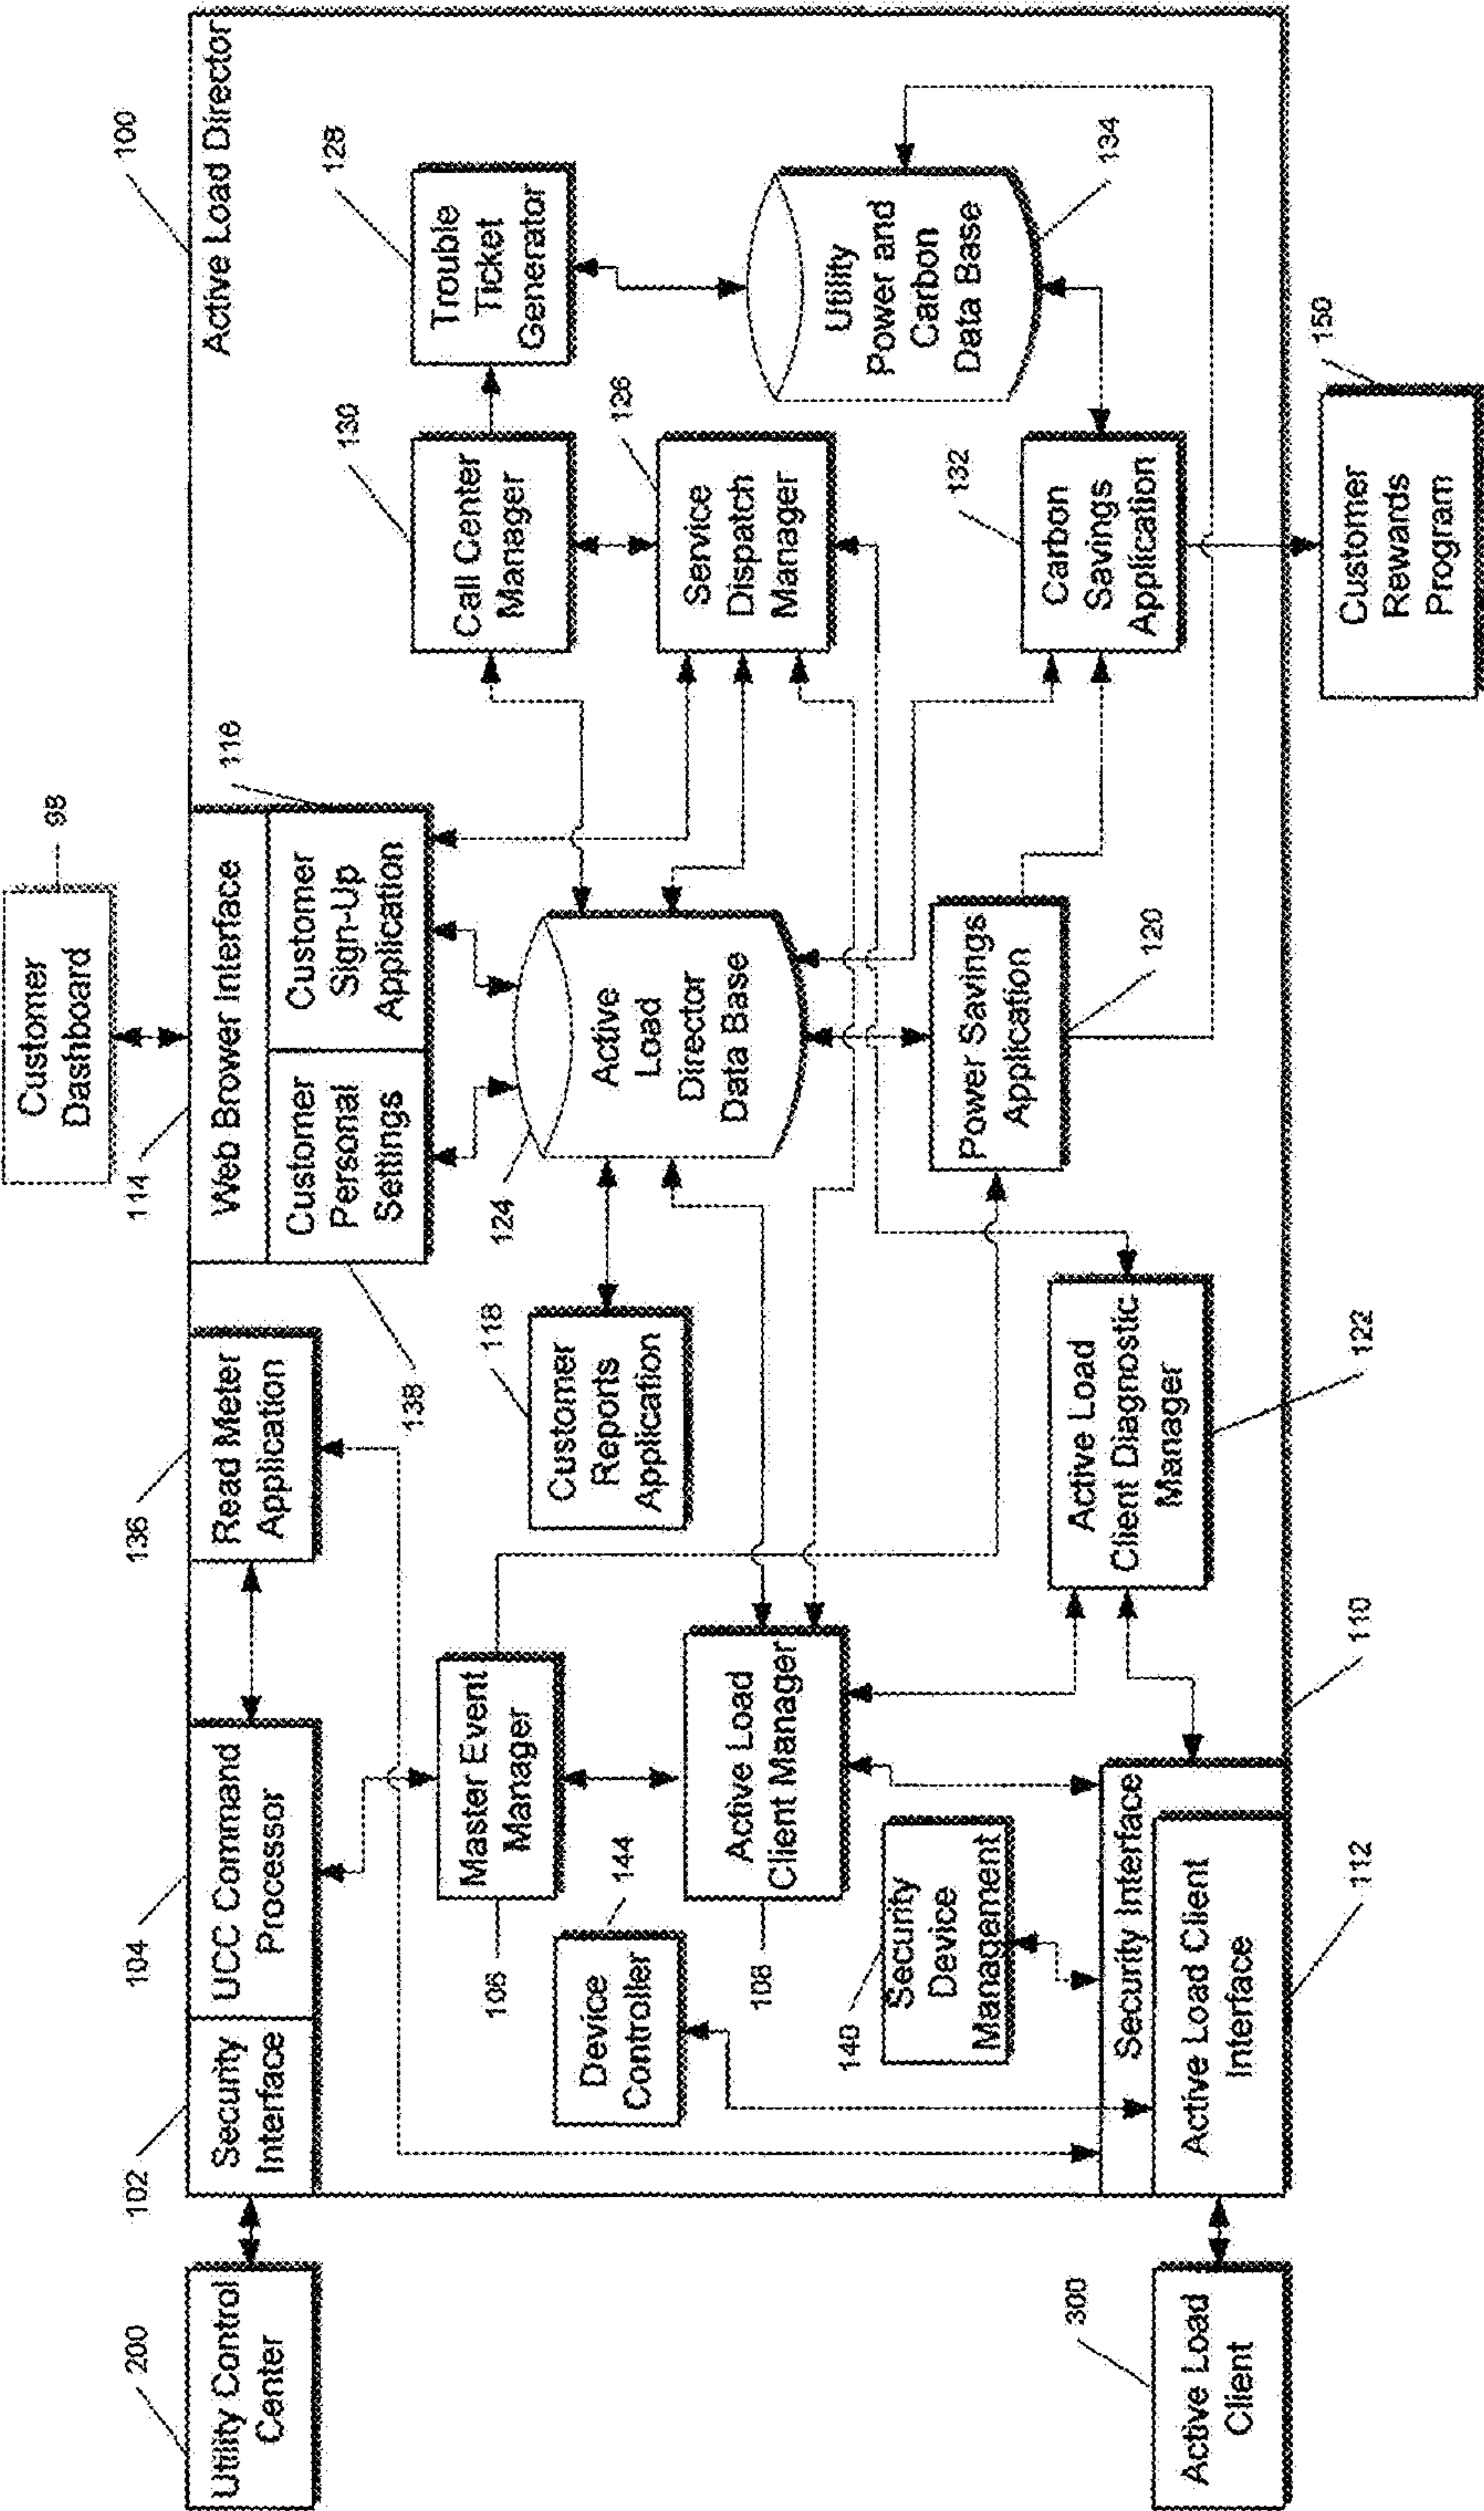 Customer
Dashboard
98
100
Active Load Director
200
Utility Control
Center
102
Security
Interface
104
UCC Command
Processor
136
Read Meter
Application
114
Web Brower Interface
Customer
Personal
Settings
138
Customer
Sign-Up
Application
116
130
Call Center
Manager
128
Trouble
Ticket
Generator
Master Event
Manager
106
Device
Controller
144
118
Customer
Reports
Application
124
Active
Load
Director
Data Base
126
Service
Dispatch
Manager
Utility
Power and
Carbon
Data Base
134
Active Load
Client Manager
108
Security
Device
Management
140
Power Savings
Application
120
132
Carbon
Savings
Application
Active Load
Client Diagnostic
Manager
122
Security Interface
110
Active Load Client
Interface
112
300
Active Load
Client
150
Customer
Rewards
Program